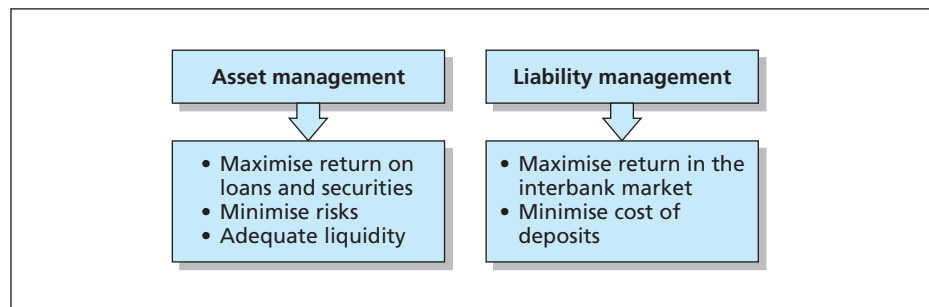 Asset management
• Maximise return on
loans and securities
• Minimise risks
• Adequate liquidity
Liability management
• Maximise return in the
interbank market
• Minimise cost of
deposits